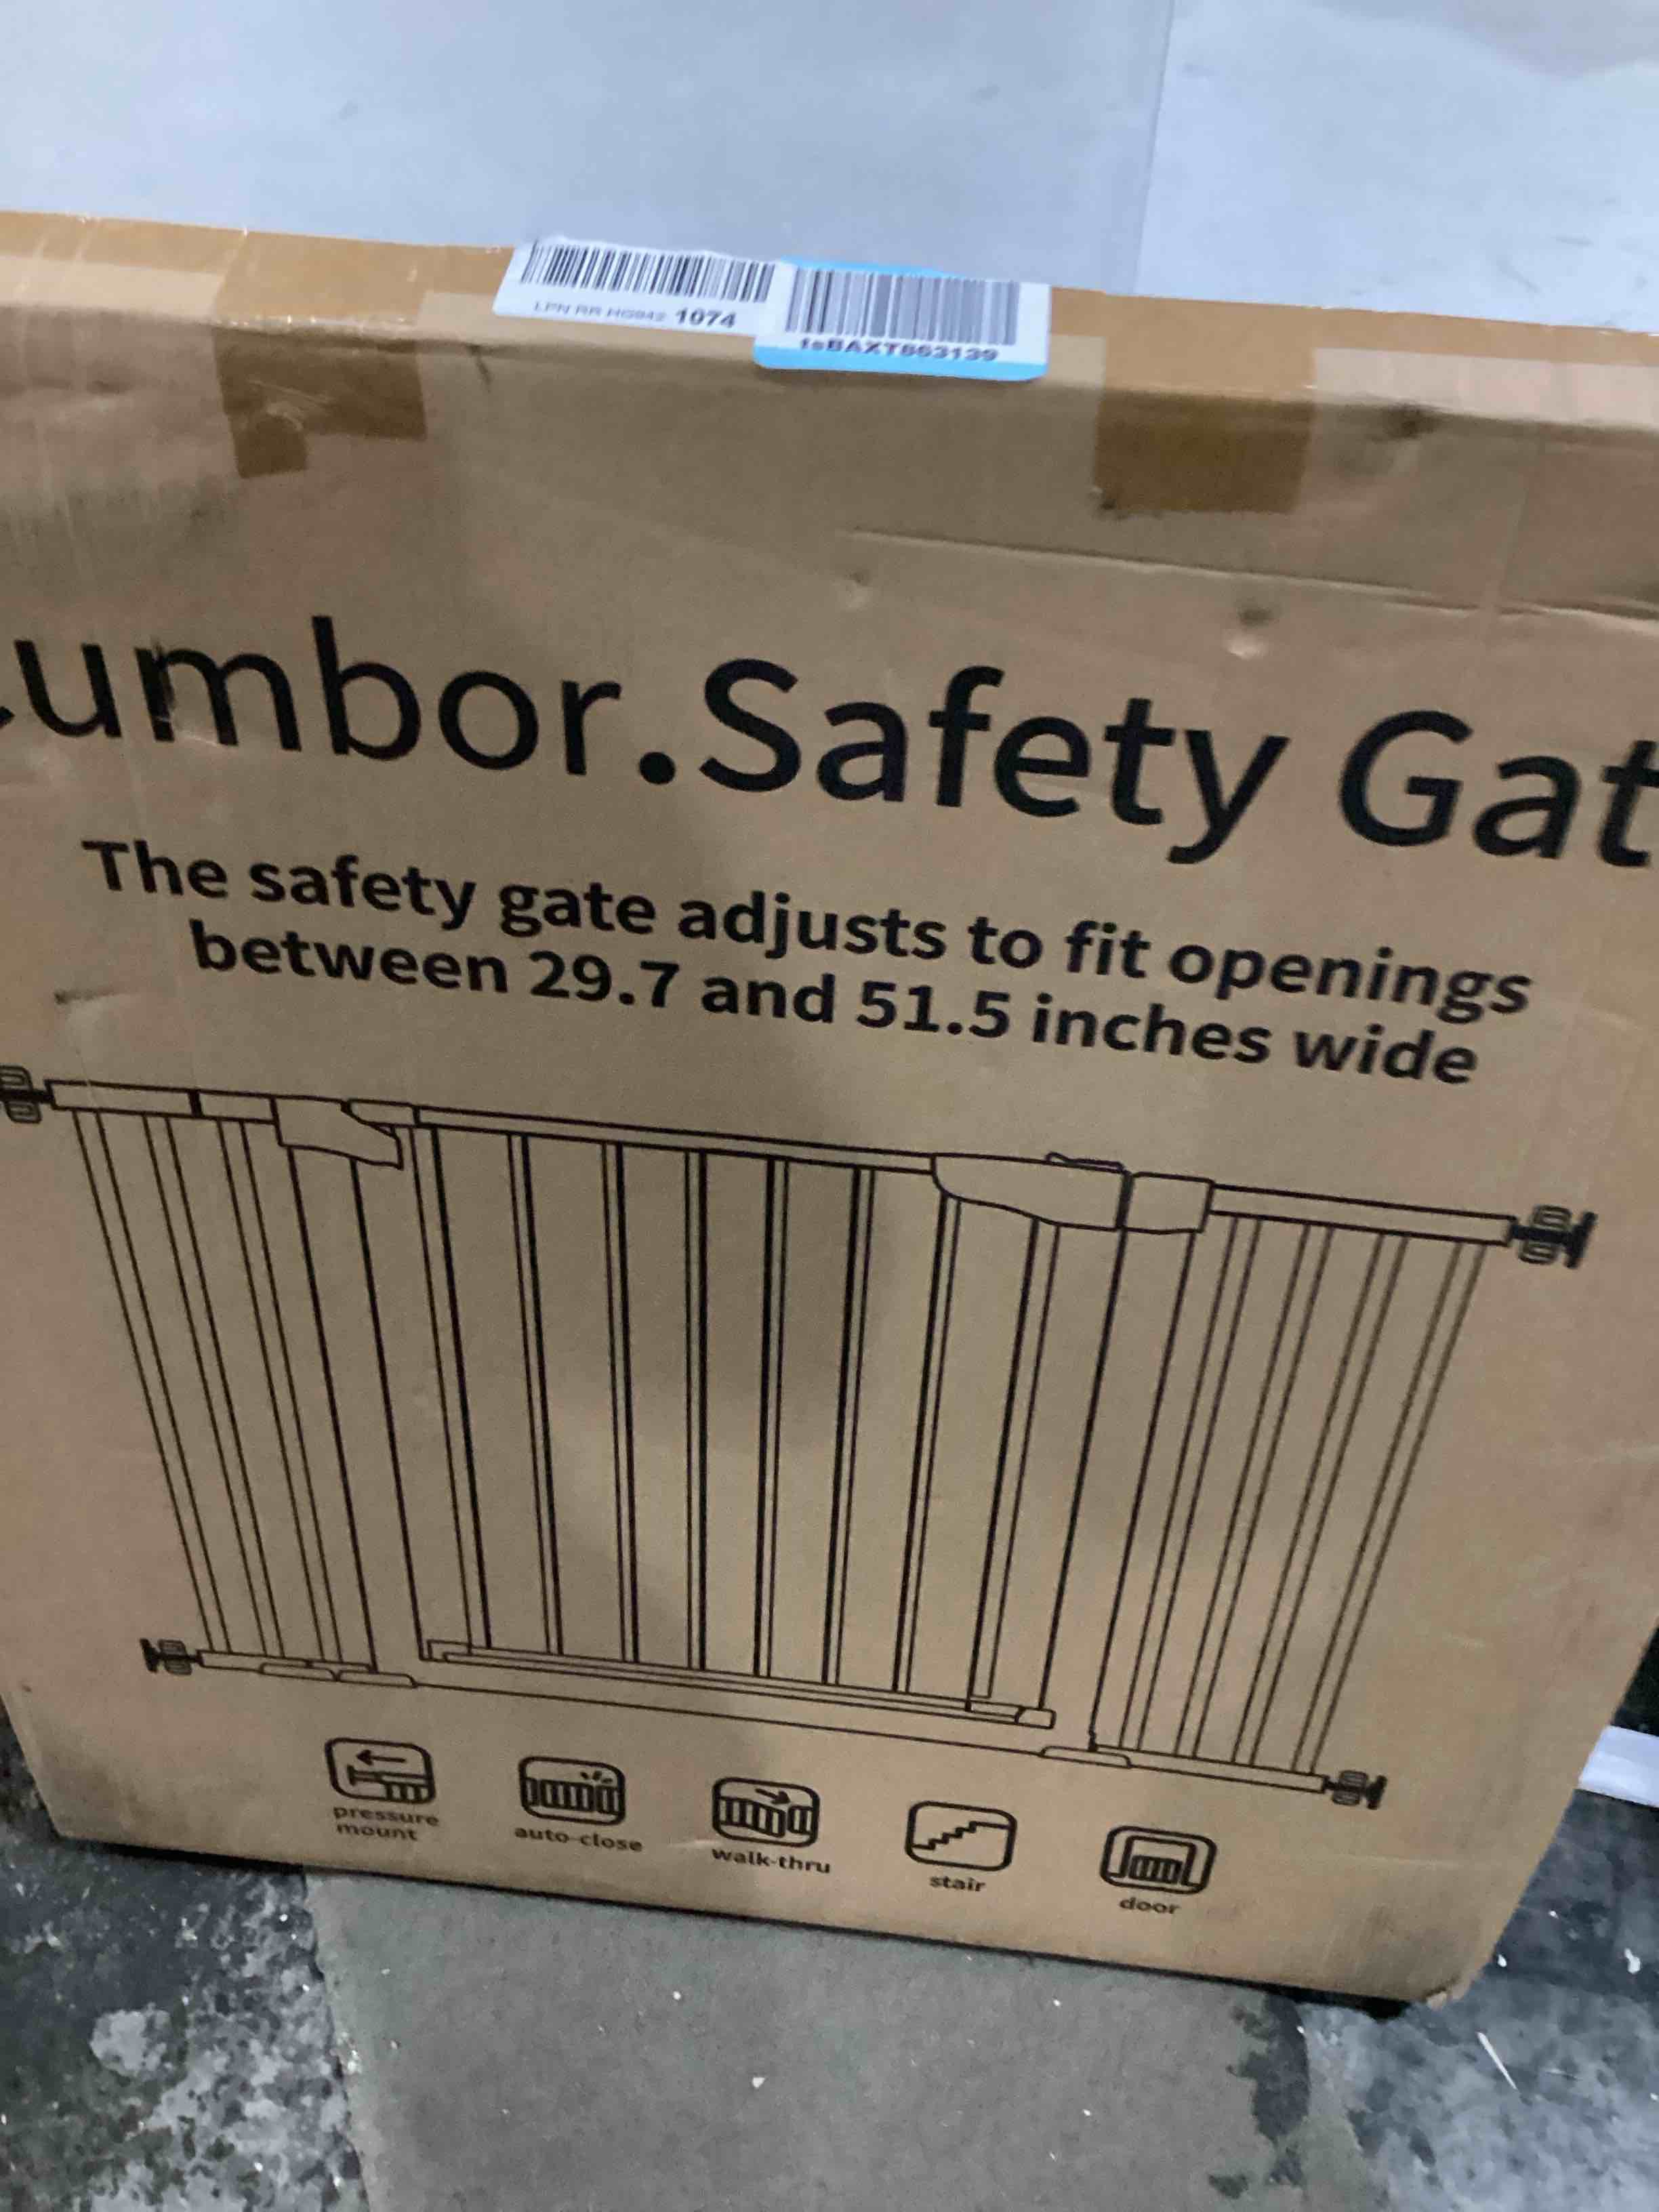 LPN RR HG942 1074
fsBAXT863139
umbor.Safety Gat
The safety gate adjusts to fit openings
between 29.7 and 51.5 inches wide
pressure
mount
auto-close
walk-thru
stair
door